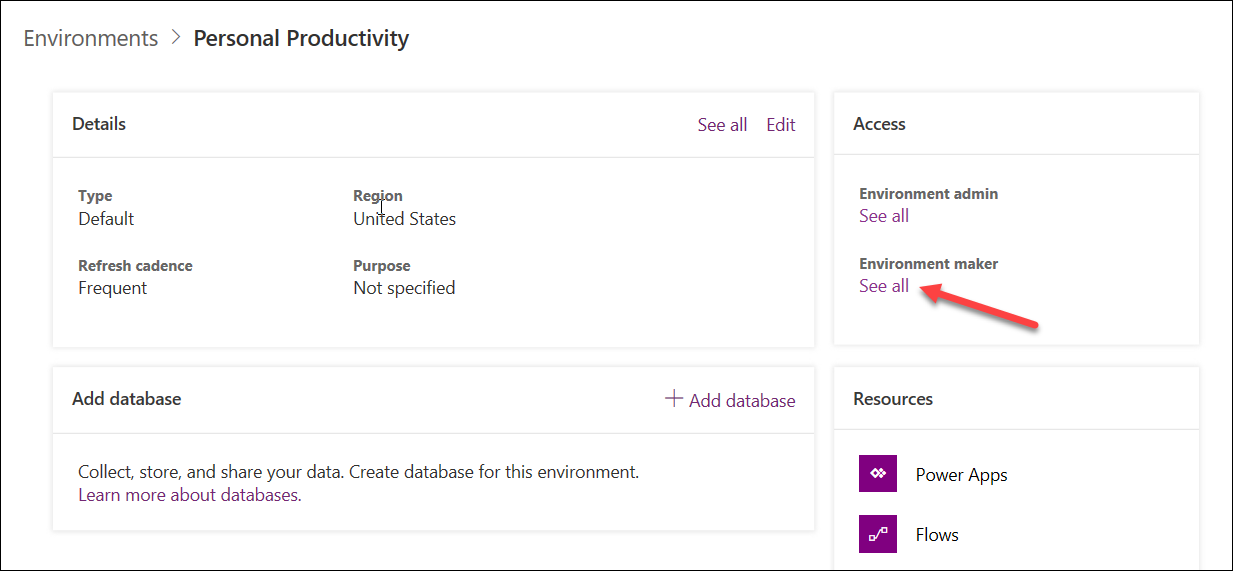 Environments > Personal Productivity
Details
See all Edit
Type
Default
Region
United States
Refresh cadence
Frequent
Purpose
Not specified
Access
Environment admin
See all
Environment maker
See all
Add database
+ Add database
Collect, store, and share your data. Create database for this environment.
Learn more about databases.
Resources
Power Apps
Flows